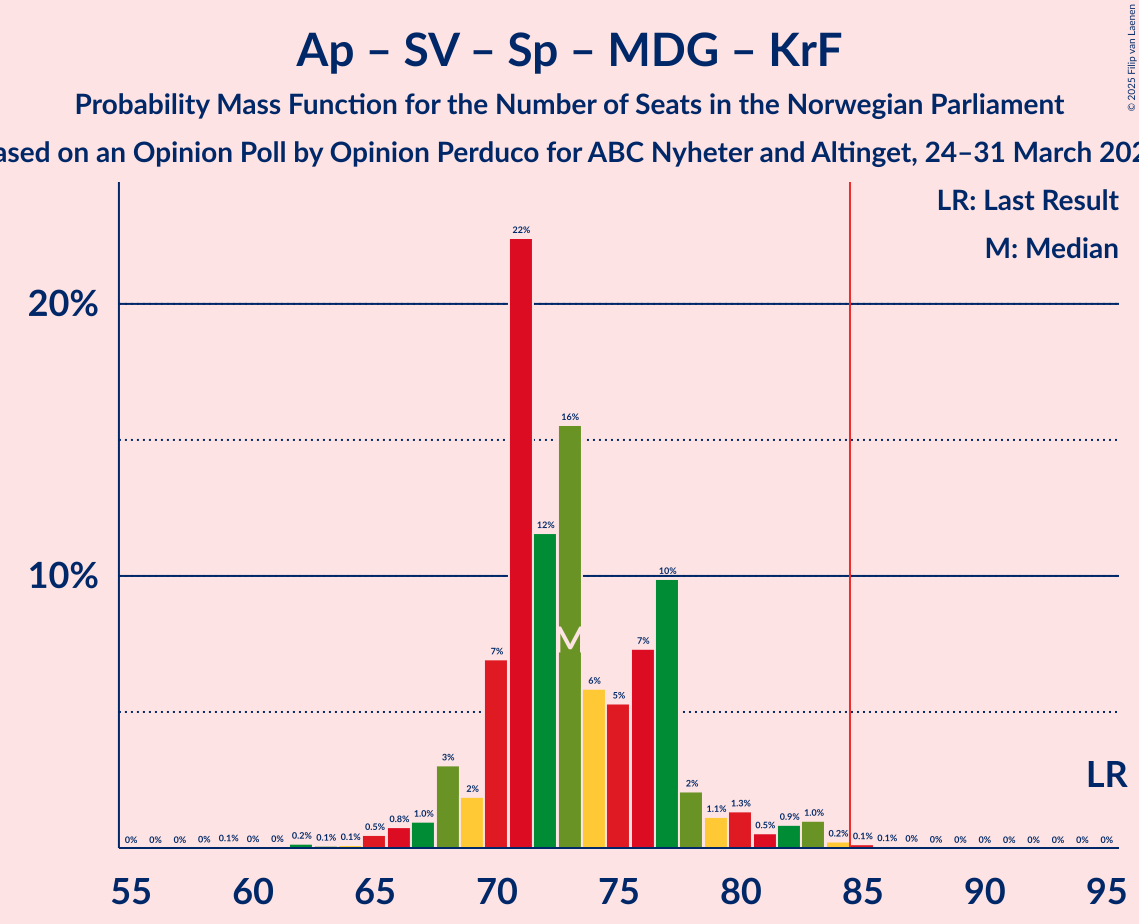 Ap – SV – Sp – MDG – KrF
© 2025 Filip van Laenen
Probability Mass Function for the Number of Seats in the Norwegian Parliament
ased on an Opinion Poll by Opinion Perduco for ABC Nyheter and Altinget, 24–31 March 202
LR: Last Result
M: Median
20%
10%
0% 0% 0% 0% 0.1% 0% 0% 0.2% 0.1% 0.1% 0.5% 0.8% 1.0% 3% 2% 7% 22% 12% 16% 6% 5% 7% 10% 2% 1.1% 1.3% 0.5% 0.9% 1.0% 0.2% 0.1% 0.1% 0% 0% 0% 0% 0% 0% 0% 0% 0%
M
LR
55 60 65 70 75 80 85 90 95